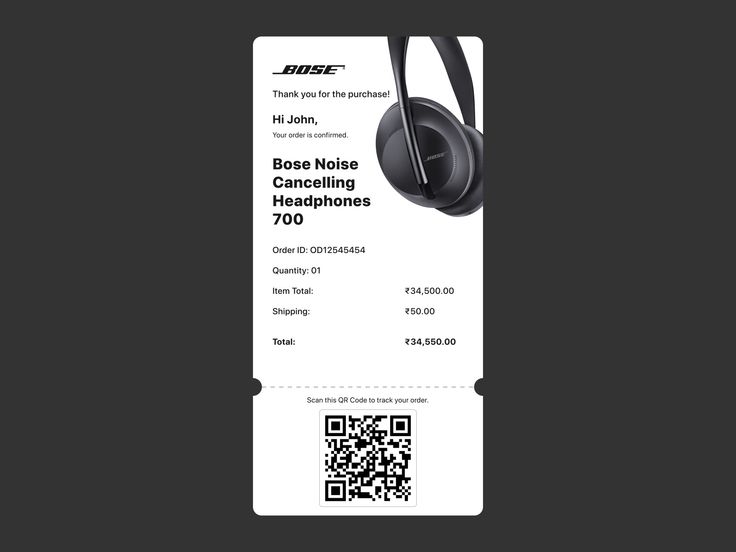 BOSE
Thank you for the purchase!
Hi John,
Your order is confirmed.
BOSE
Bose Noise
Cancelling
Headphones
700
Order ID: OD12545454
Quantity: 01
Item Total: ₹34,500.00
Shipping: ₹50.00
Total: ₹34,550.00
Scan this QR Code to track your order.